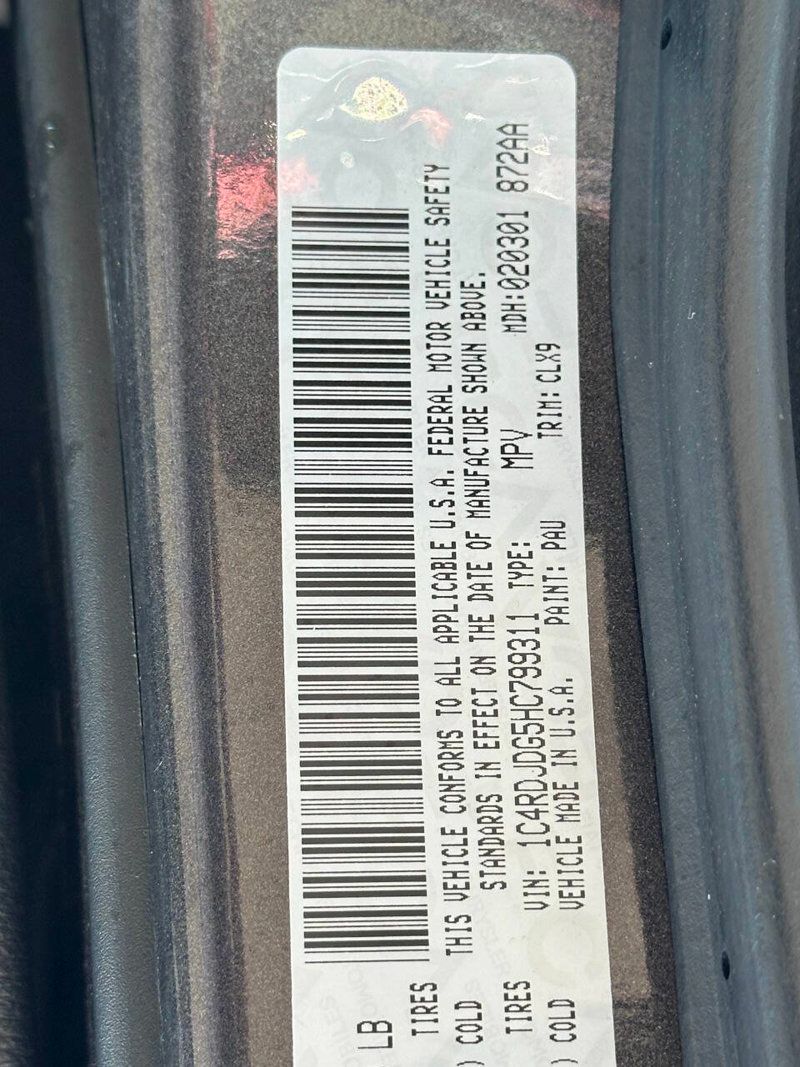 THIS VEHICLE CONFORMS TO ALL APPLICABLE U.S.A. FEDERAL MOTOR VEHICLE SAFETY
STANDARDS IN EFFECT ON THE DATE OF MANUFACTURE SHOWN ABOVE.
VIN: 1C4RDJDG5HC799311 TYPE: MPV MDH:020301 872AA
VEHICLE MADE IN U.S.A. PAINT: PAU TRIM: CLX9
LB
TIRES
) COLD
TIRES
) COLD